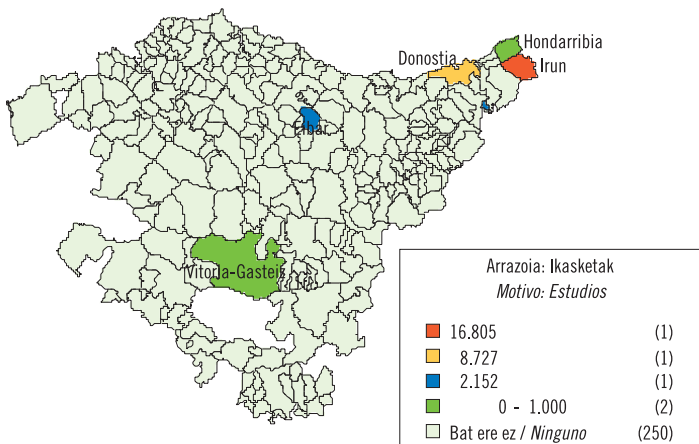 Hondarribia
Donostia
Irun
Eibar
Vitoria-Gasteiz
Arrazoia: Ikasketak
Motivo: Estudios
16.805 (1)
8.727 (1)
2.152 (1)
0 - 1.000 (2)
Bat ere ez / Ninguno (250)